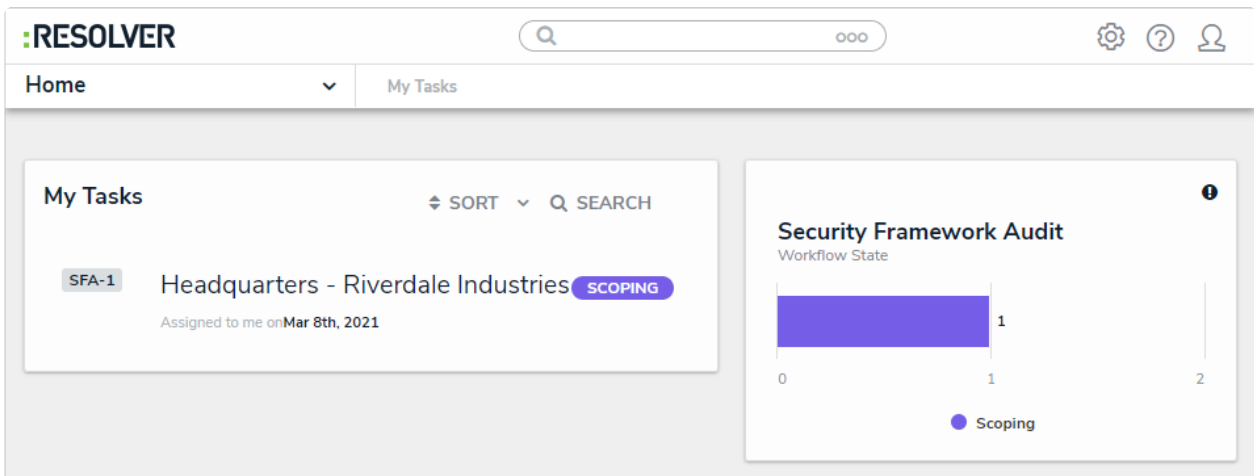 :RESOLVER
ooo
Home
My Tasks
My Tasks
SORT
SEARCH
SFA-1
Headquarters - Riverdale Industries
SCOPING
Assigned to me onMar 8th, 2021
Security Framework Audit
Workflow State
1
0 1 2
Scoping